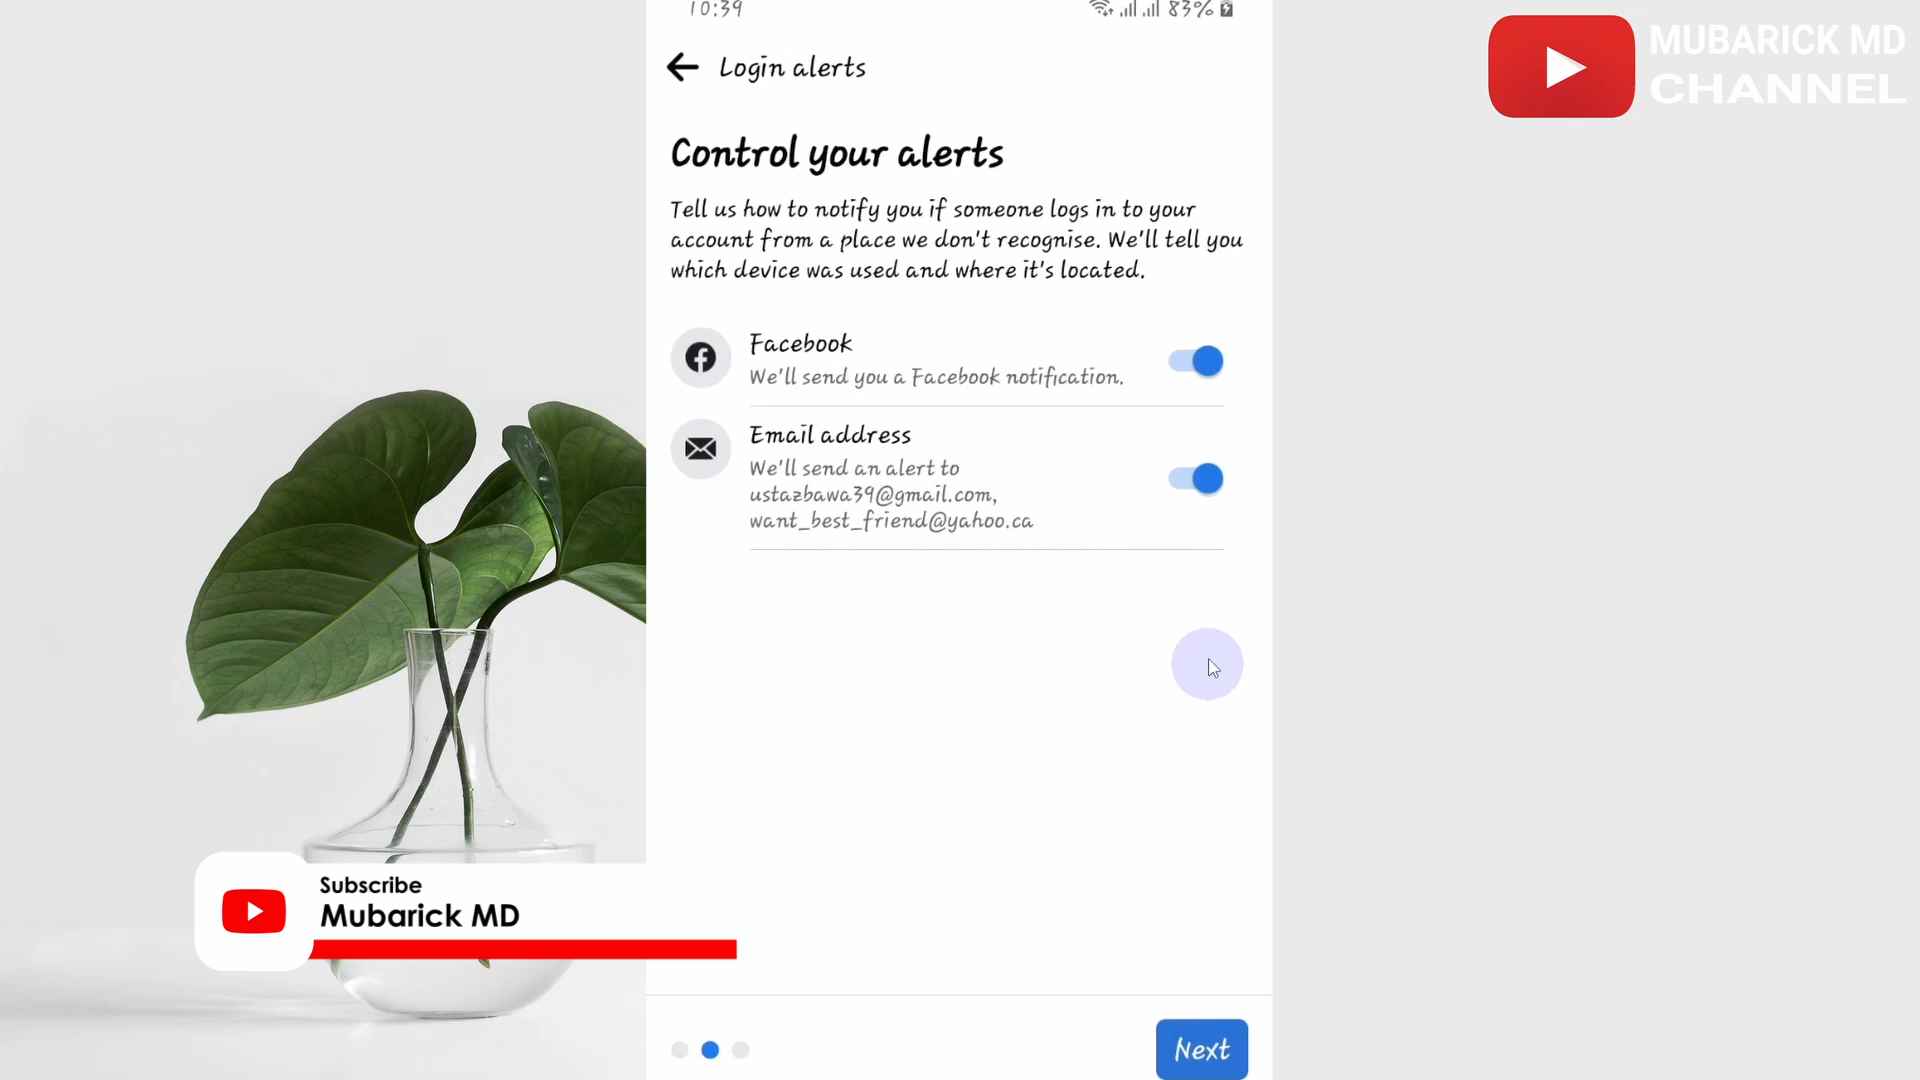 10:39
83%
Login alerts
Control your alerts
Tell us how to notify you if someone logs in to your
account from a place we don't recognise. We'll tell you
which device was used and where it's located.
Facebook
We'll send you a Facebook notification.
Email address
We'll send an alert to
ustazbawa39@gmail.com,
want_best_friend@yahoo.ca
Next
MUBARICK MD
CHANNEL
Subscribe
Mubarick MD